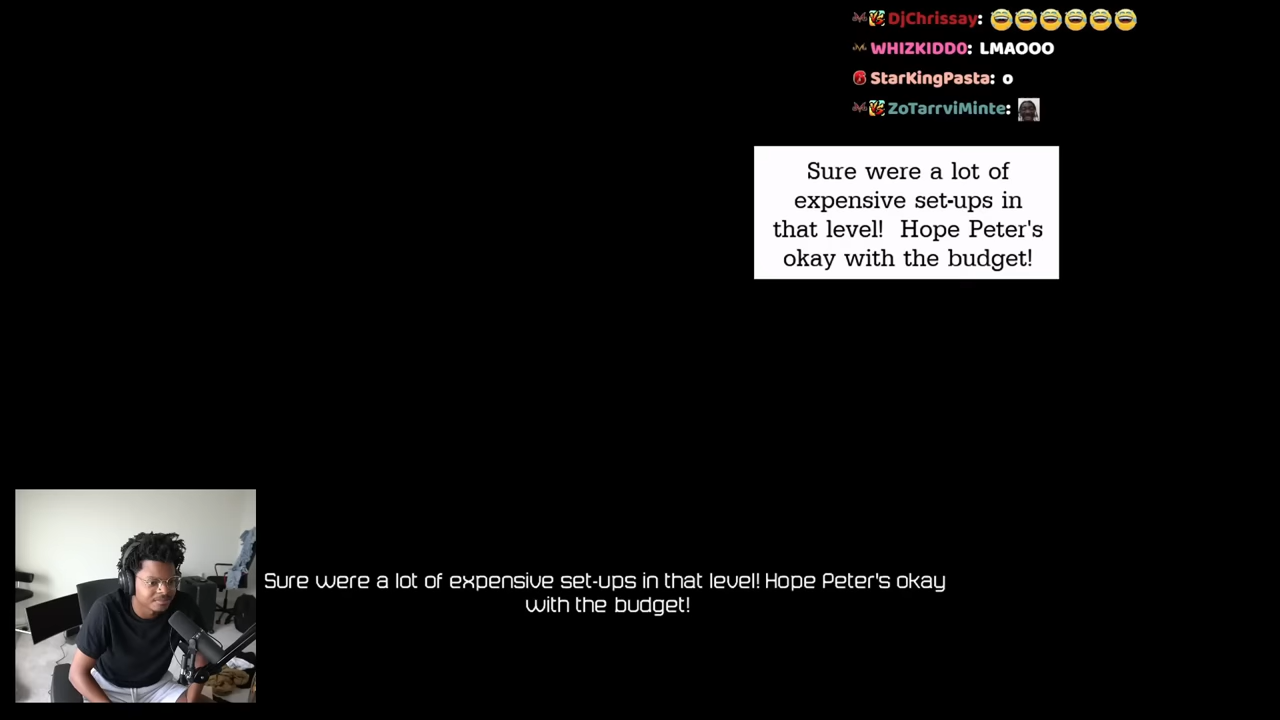 DjChrissay:
WHIZKIDD0: LMAOOO
StarKingPasta: o
ZoTarrviMinte:
Sure were a lot of
expensive set-ups in
that level! Hope Peter's
okay with the budget!
Sure were a lot of expensive set-ups in that level! Hope Peter's okay
with the budget!